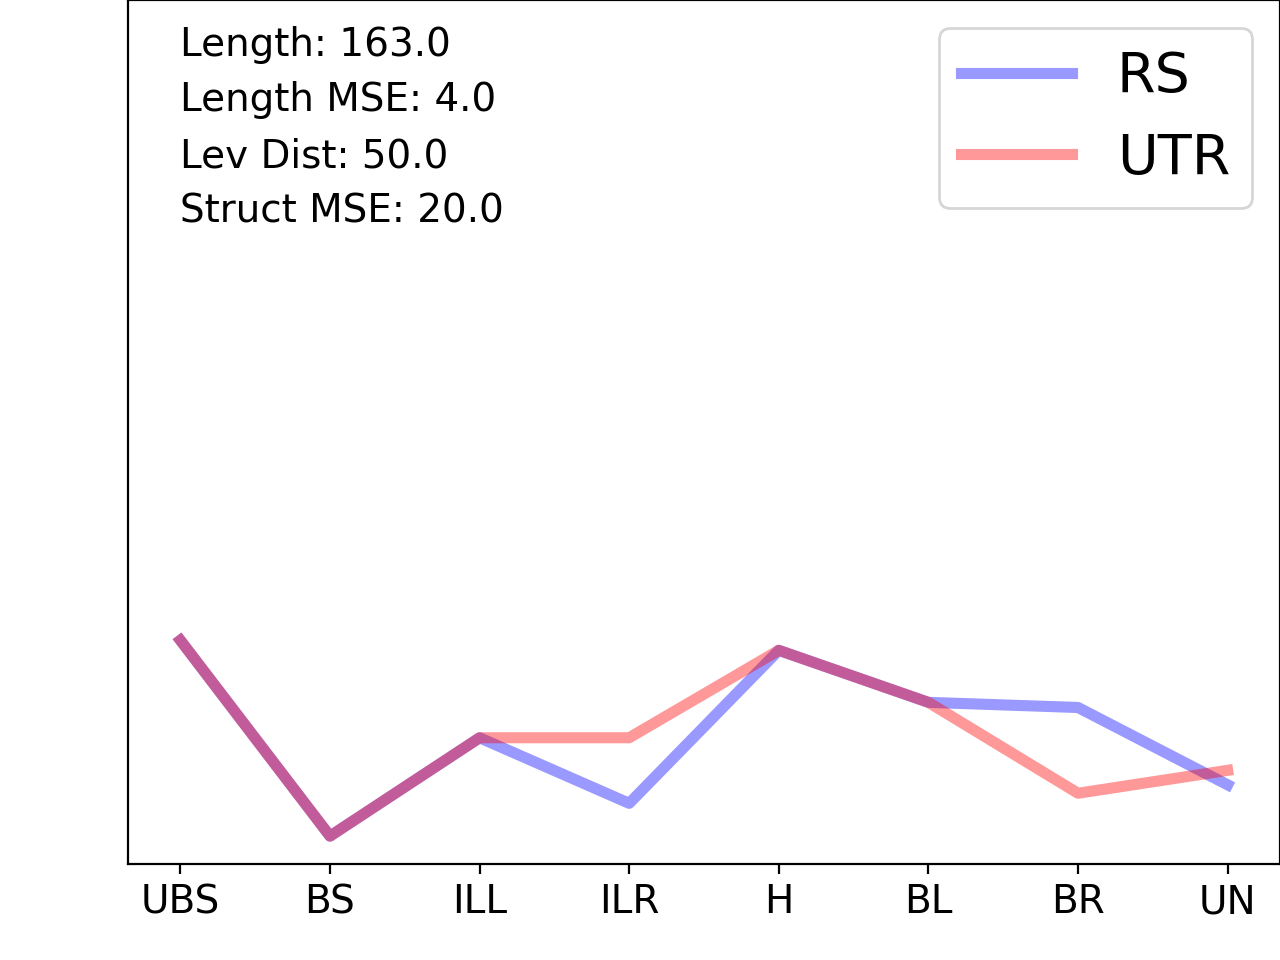 Length: 163.0
Length MSE: 4.0
Lev Dist: 50.0
Struct MSE: 20.0
RS
UTR
UBS BS ILL ILR H BL BR UN